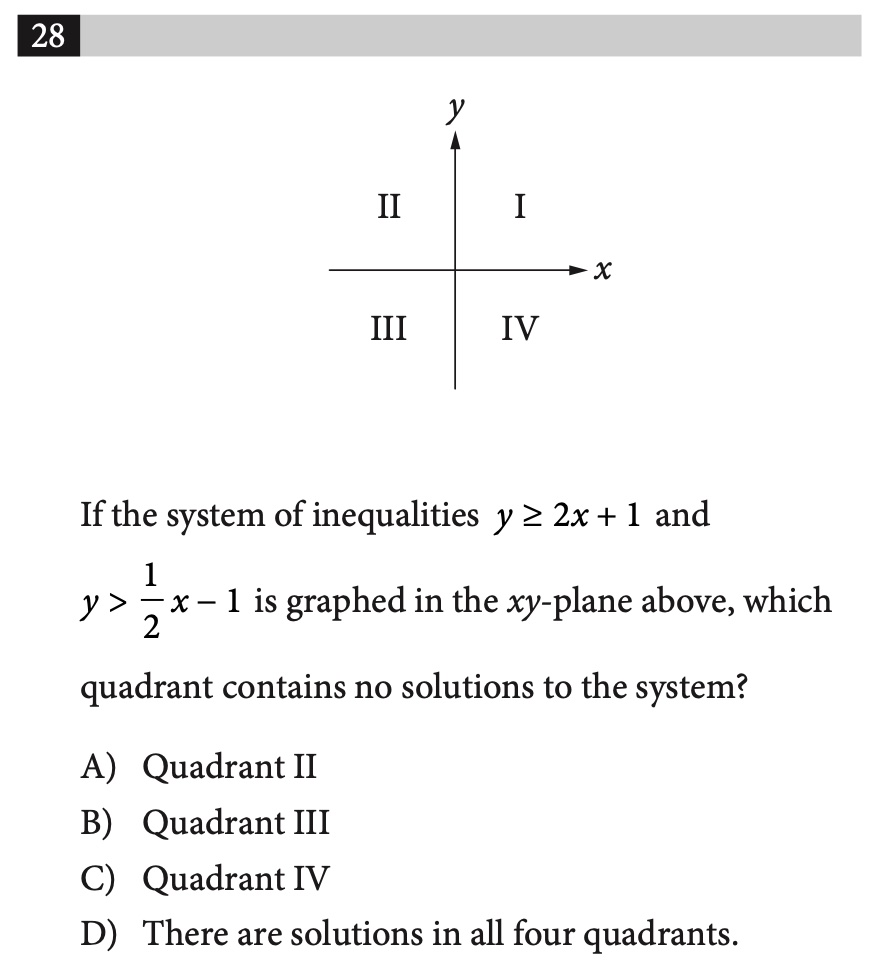 28
y
II I
x
III IV
If the system of inequalities y ≥ 2x + 1 and
y > 1/2 x − 1 is graphed in the xy-plane above, which
quadrant contains no solutions to the system?
A) Quadrant II
B) Quadrant III
C) Quadrant IV
D) There are solutions in all four quadrants.